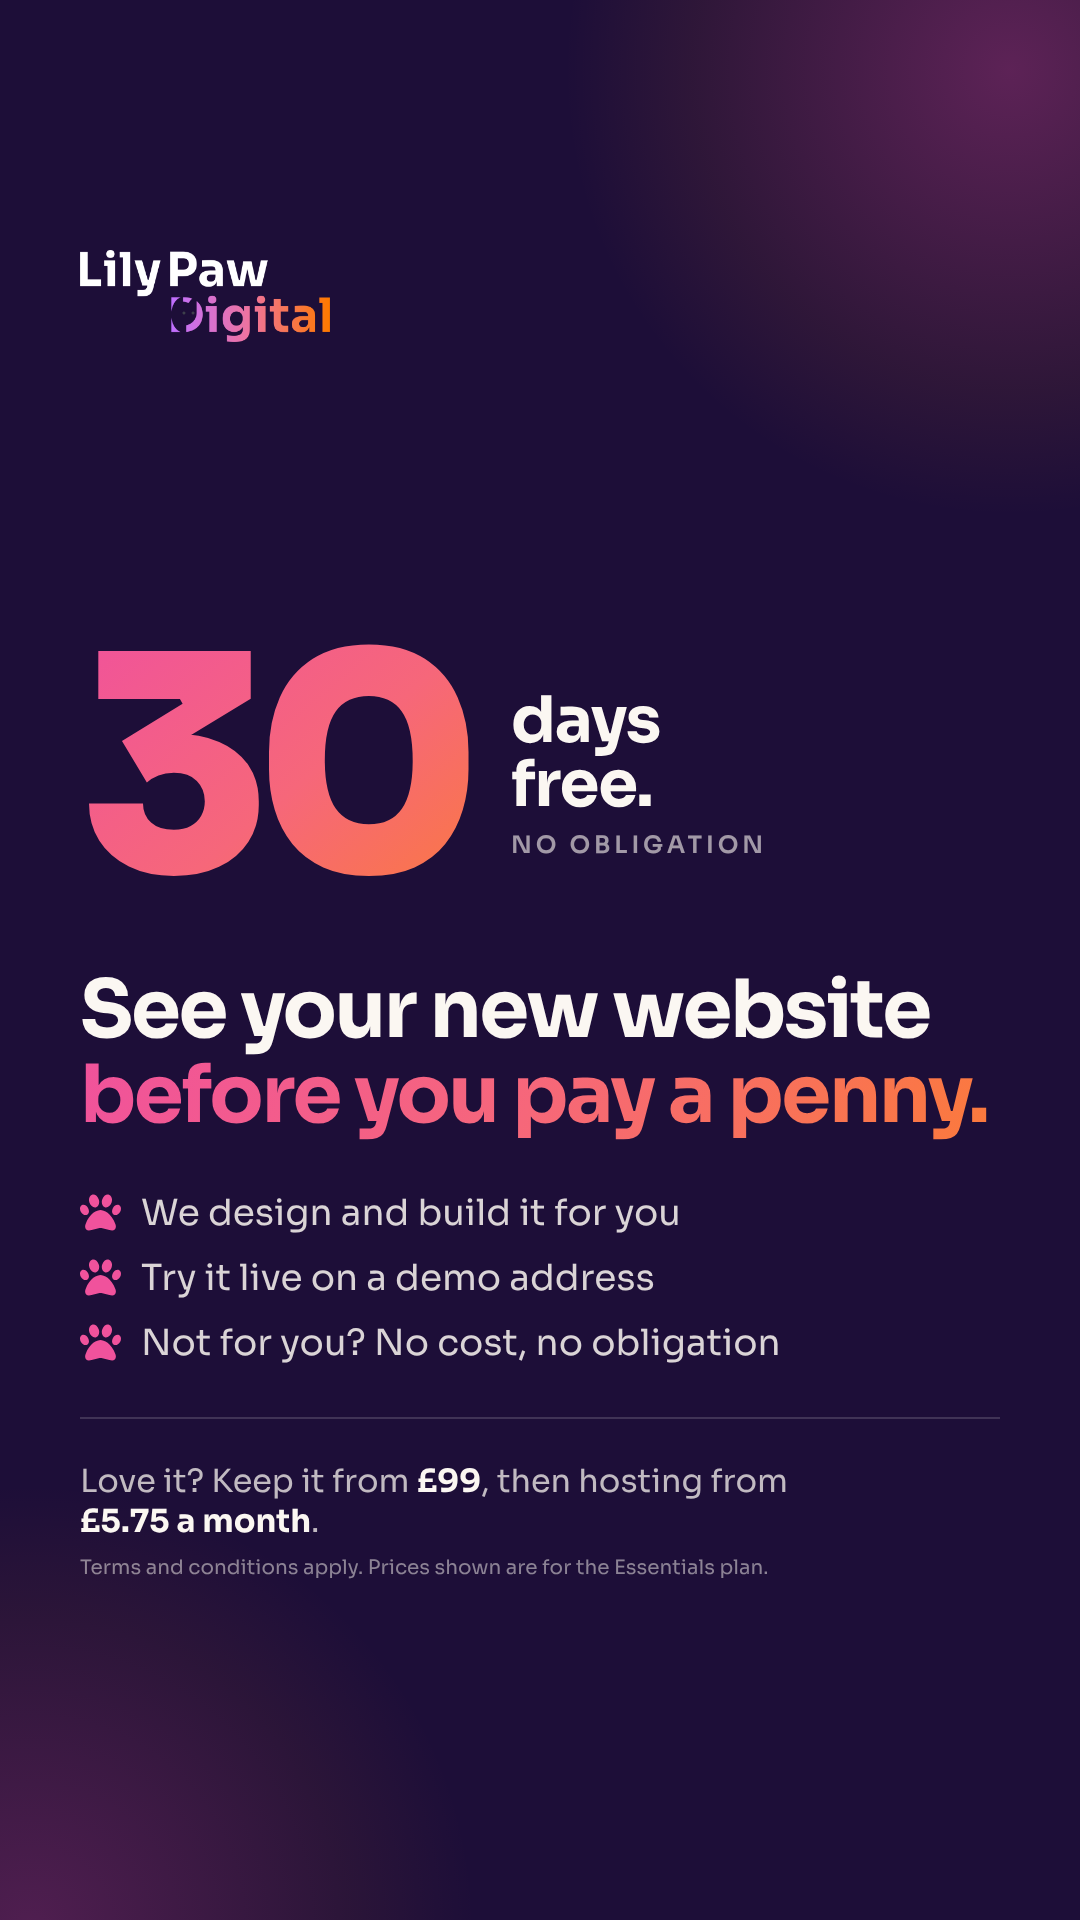 Lily Paw
Digital
30
days
free.
NO OBLIGATION
See your new website
before you pay a penny.
We design and build it for you
Try it live on a demo address
Not for you? No cost, no obligation
Love it? Keep it from £99, then hosting from
£5.75 a month.
Terms and conditions apply. Prices shown are for the Essentials plan.